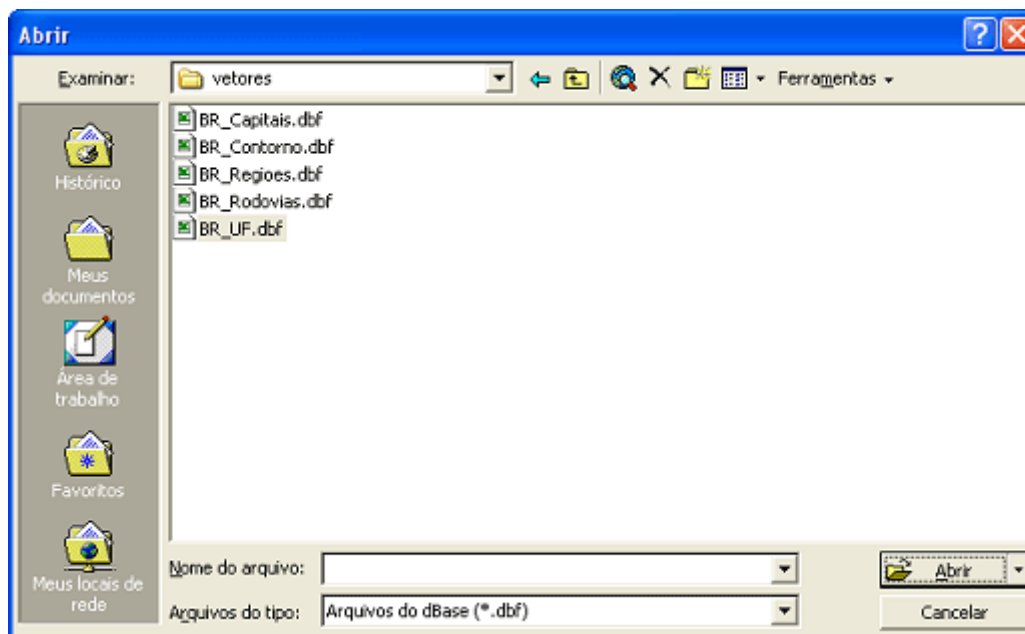 Abrir
Examinar:
vetores
Ferramentas
BR_Capitais.dbf
BR_Contorno.dbf
BR_Regioes.dbf
BR_Rodovias.dbf
BR_UF.dbf
Histórico
Meus
documentos
Área de
trabalho
Favoritos
Meus locais de
rede
Nome do arquivo:
Abrir
Arquivos do tipo:
Arquivos do dBase (*.dbf)
Cancelar